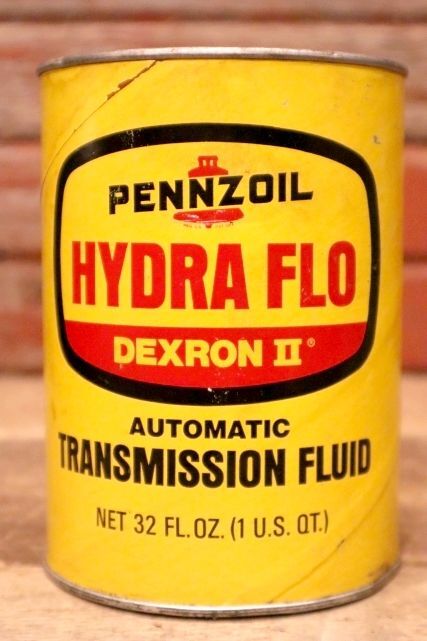 PENNZOIL
HYDRA FLO
DEXRON II®
AUTOMATIC
TRANSMISSION FLUID
NET 32 FL.OZ. (1 U.S. QT.)